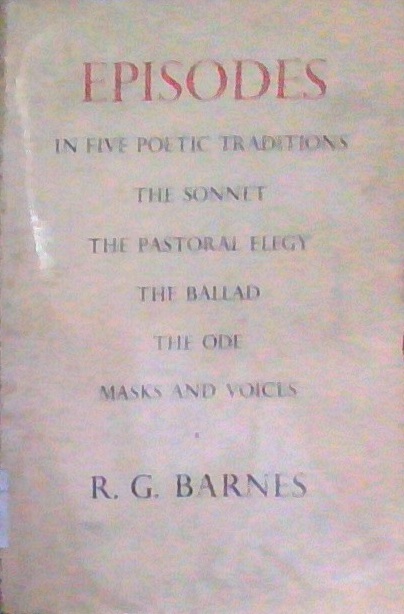 EPISODES
IN FIVE POETIC TRADITIONS
THE SONNET
THE PASTORAL ELEGY
THE BALLAD
THE ODE
MASKS AND VOICES
R. G. BARNES